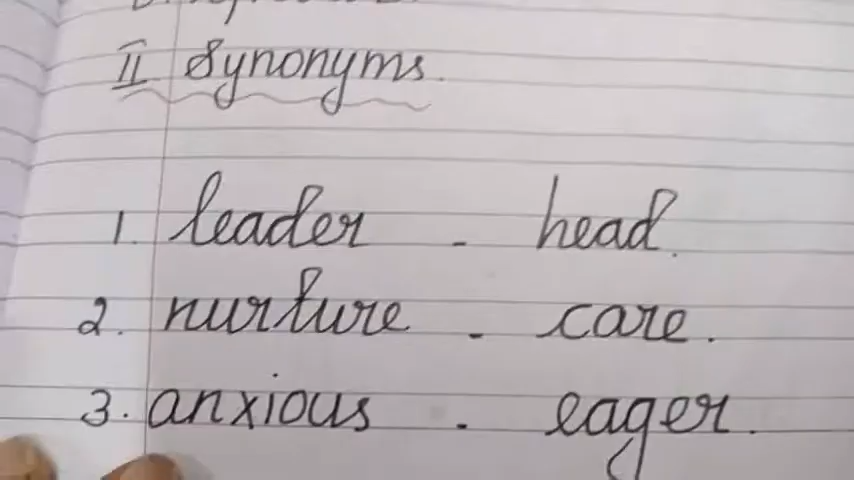 II Synonyms.
1. leader - head.
2. nurture - care.
3. anxious - eager.